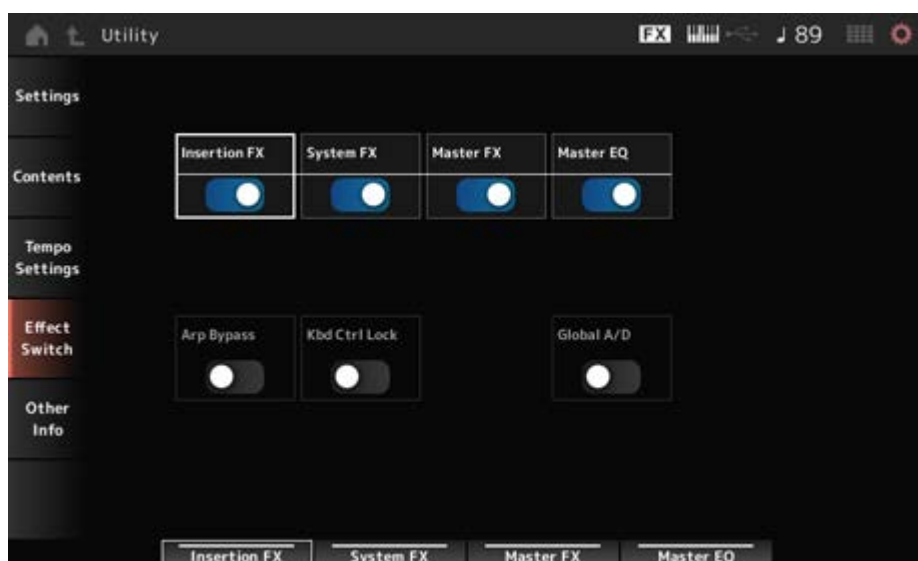 Utility
FX
89
Settings
Contents
Tempo
Settings
Effect
Switch
Other
Info
Insertion FX
System FX
Master FX
Master EQ
Arp Bypass
Kbd Ctrl Lock
Global A/D
Insertion FX
System FX
Master FX
Master EQ